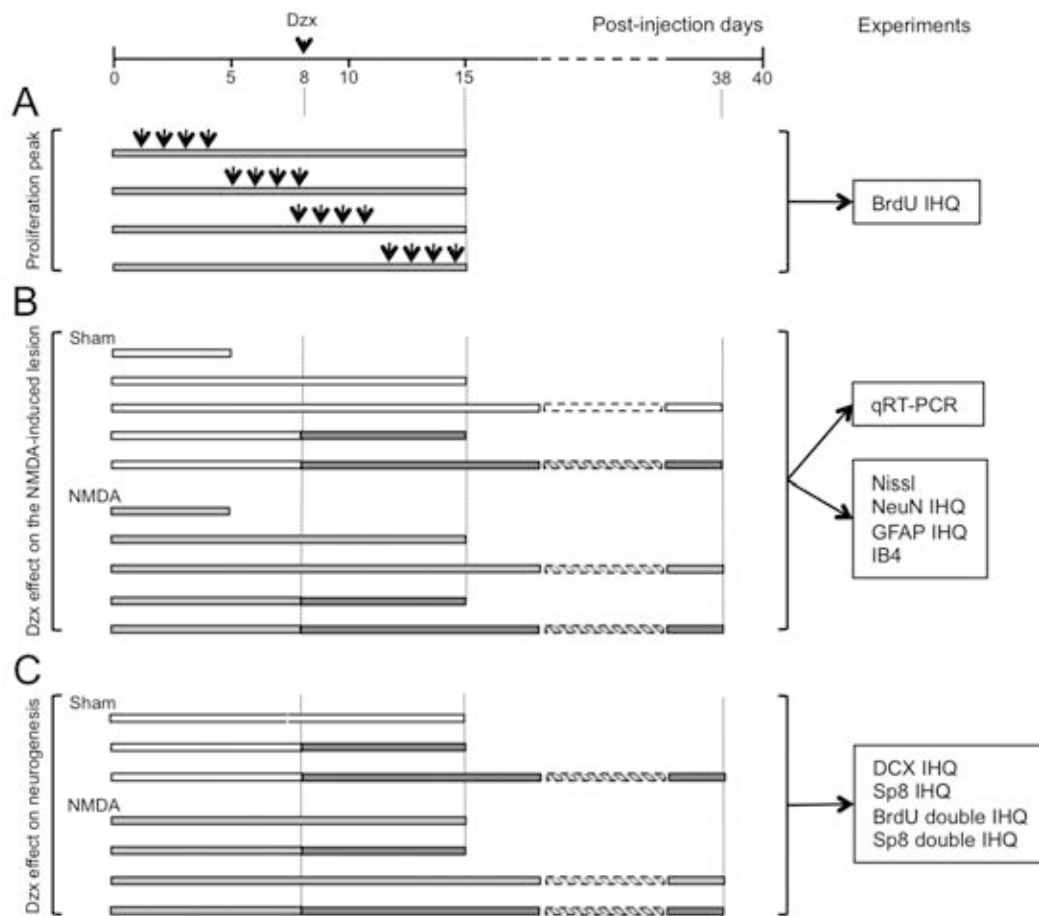 Dzx
Post-injection days
Experiments
0 5 8 10 15 38 40
A
Proliferation peak
BrdU IHQ
B
Dzx effect on the NMDA-induced lesion
Sham
NMDA
qRT-PCR
Nissl
NeuN IHQ
GFAP IHQ
IB4
C
Dzx effect on neurogenesis
Sham
NMDA
DCX IHQ
Sp8 IHQ
BrdU double IHQ
Sp8 double IHQ